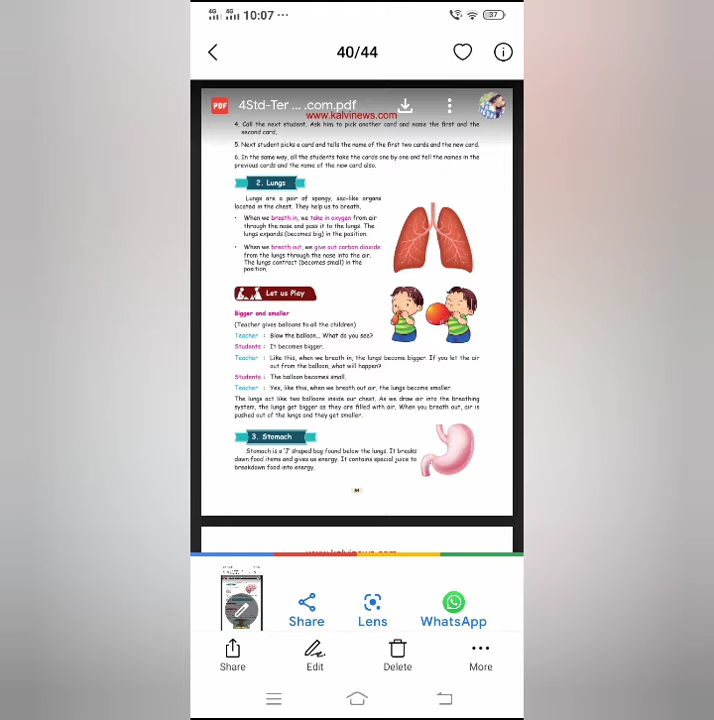 4G 4G 10:07 ··· 37
40/44
PDF 4Std-Ter ... .com.pdf
www.kalvinews.com
4. Call the next student. Ask him to pick another card and name the first and the
second card.
5. Next student picks a card and tells the name of the first two cards and the new card.
6. In the same way, all the students take the cards one by one and tell the names in the
previous cards and the name of the new card also.
2. Lungs
Lungs are a pair of spongy, sac-like organs
located in the chest. They help us to breath.
• When we breath in, we take in oxygen from air
through the nose and pass it to the lungs. The
lungs expands (becomes big) in the position.
• When we breath out, we give out carbon dioxide
from the lungs through the nose into the air.
The lungs contract (becomes small) in the
position.
Let us Play
Bigger and smaller
(Teacher gives balloons to all the children)
Teacher : Blow the balloon... What do you see?
Students : It becomes bigger.
Teacher : Like this, when we breath in, the lungs become bigger. If you let the air
out from the balloon, what will happen?
Students : The balloon becomes small.
Teacher : Yes, like this, when we breath out air, the lungs become smaller.
The lungs act like two balloons inside our chest. As we draw air into the breathing
system, the lungs get bigger as they are filled with air. When you breath out, air is
pushed out of the lungs and they get smaller.
3. Stomach
Stomach is a 'J' shaped bag found below the lungs. It breaks
down food items and gives us energy. It contains special juice to
breakdown food into energy.
www.kalvinews.com
Share Lens WhatsApp
Share Edit Delete More